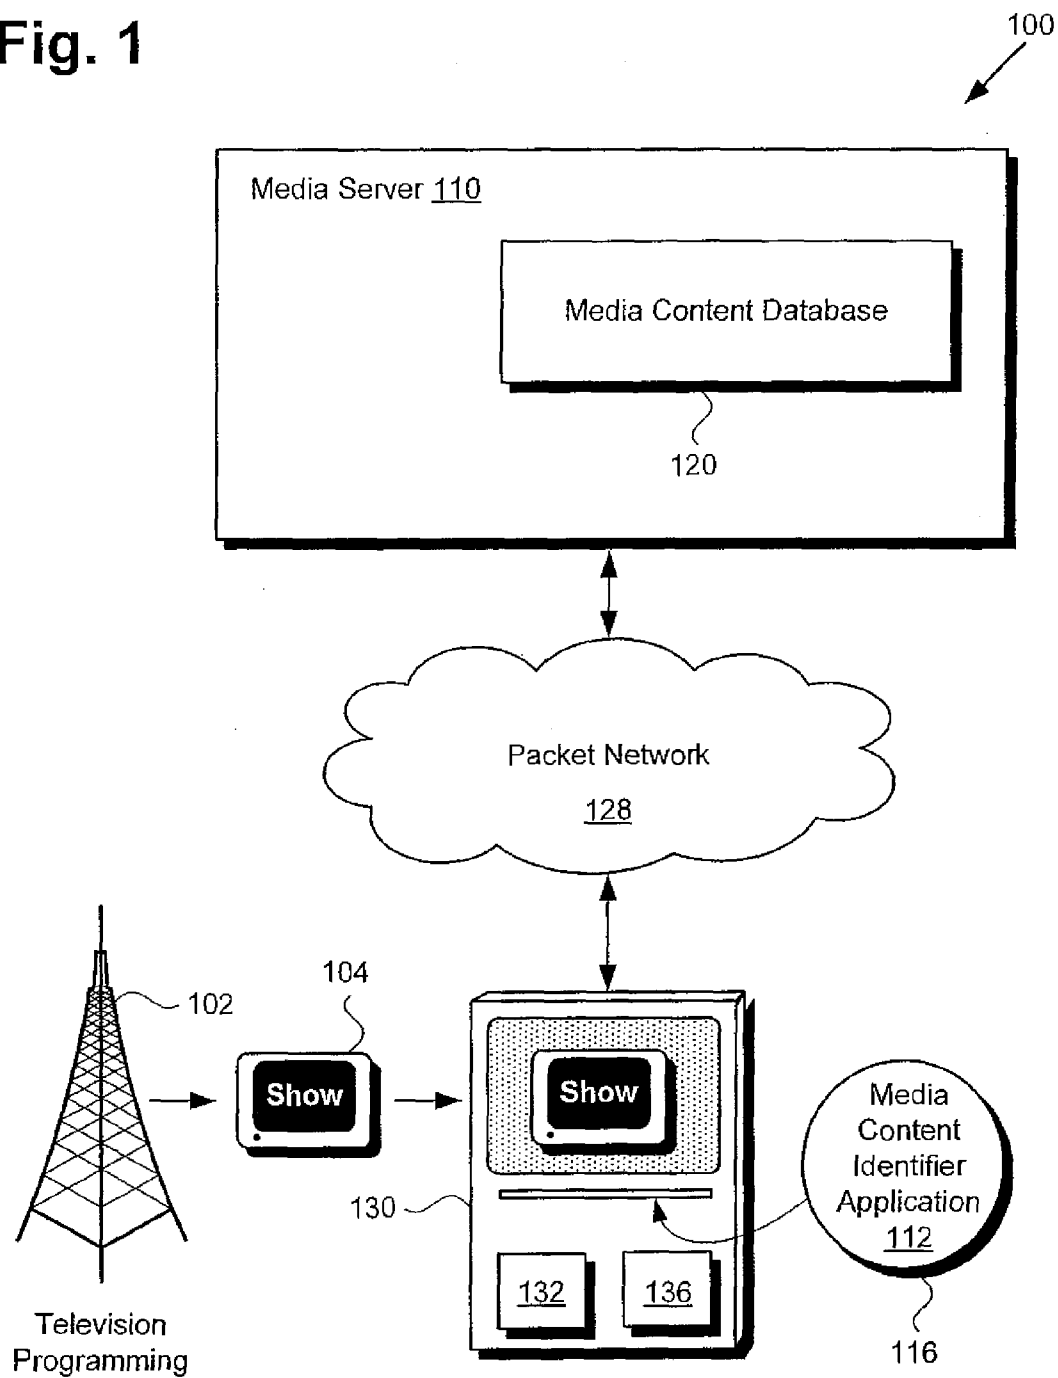 Fig. 1
100
Media Server 110
Media Content Database
120
Packet Network
128
102
104
Show
Show
130
132
136
Media
Content
Identifier
Application
112
116
Television
Programming